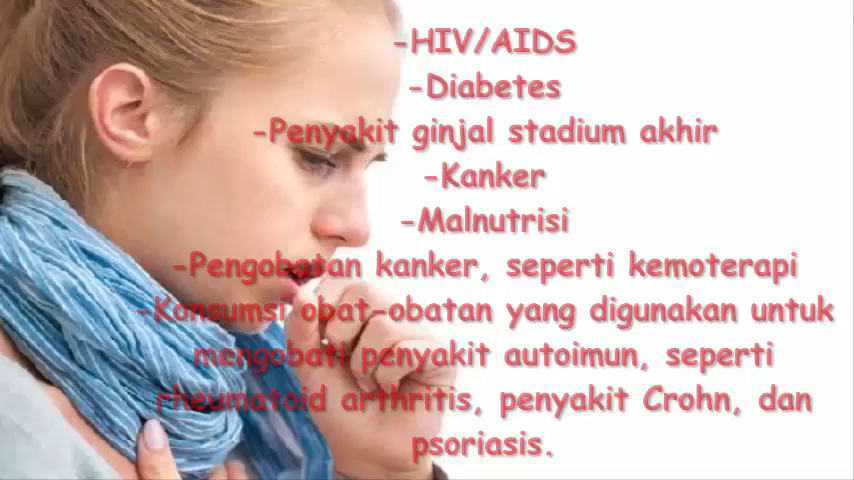 -HIV/AIDS
-Diabetes
-Penyakit ginjal stadium akhir
-Kanker
-Malnutrisi
-Pengobatan kanker, seperti kemoterapi
-Konsumsi obat-obatan yang digunakan untuk
mengobati penyakit autoimun, seperti
rheumatoid arthritis, penyakit Crohn, dan
psoriasis.